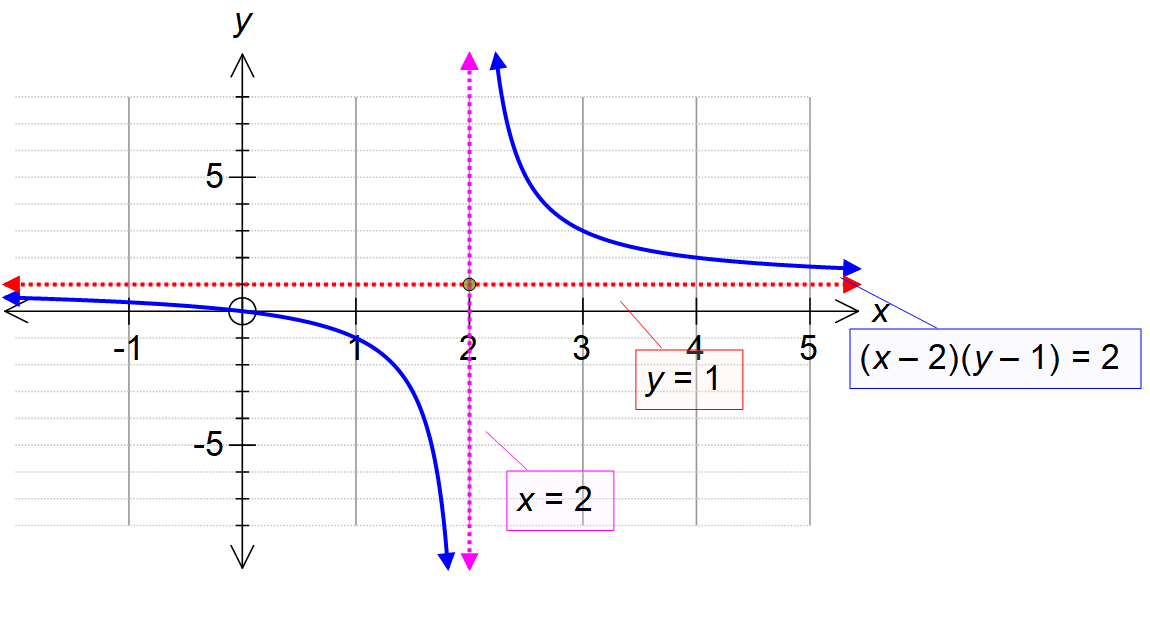 y
5
x
-1
1
2
3
4
5
(x – 2)(y – 1) = 2
y = 1
-5
x = 2